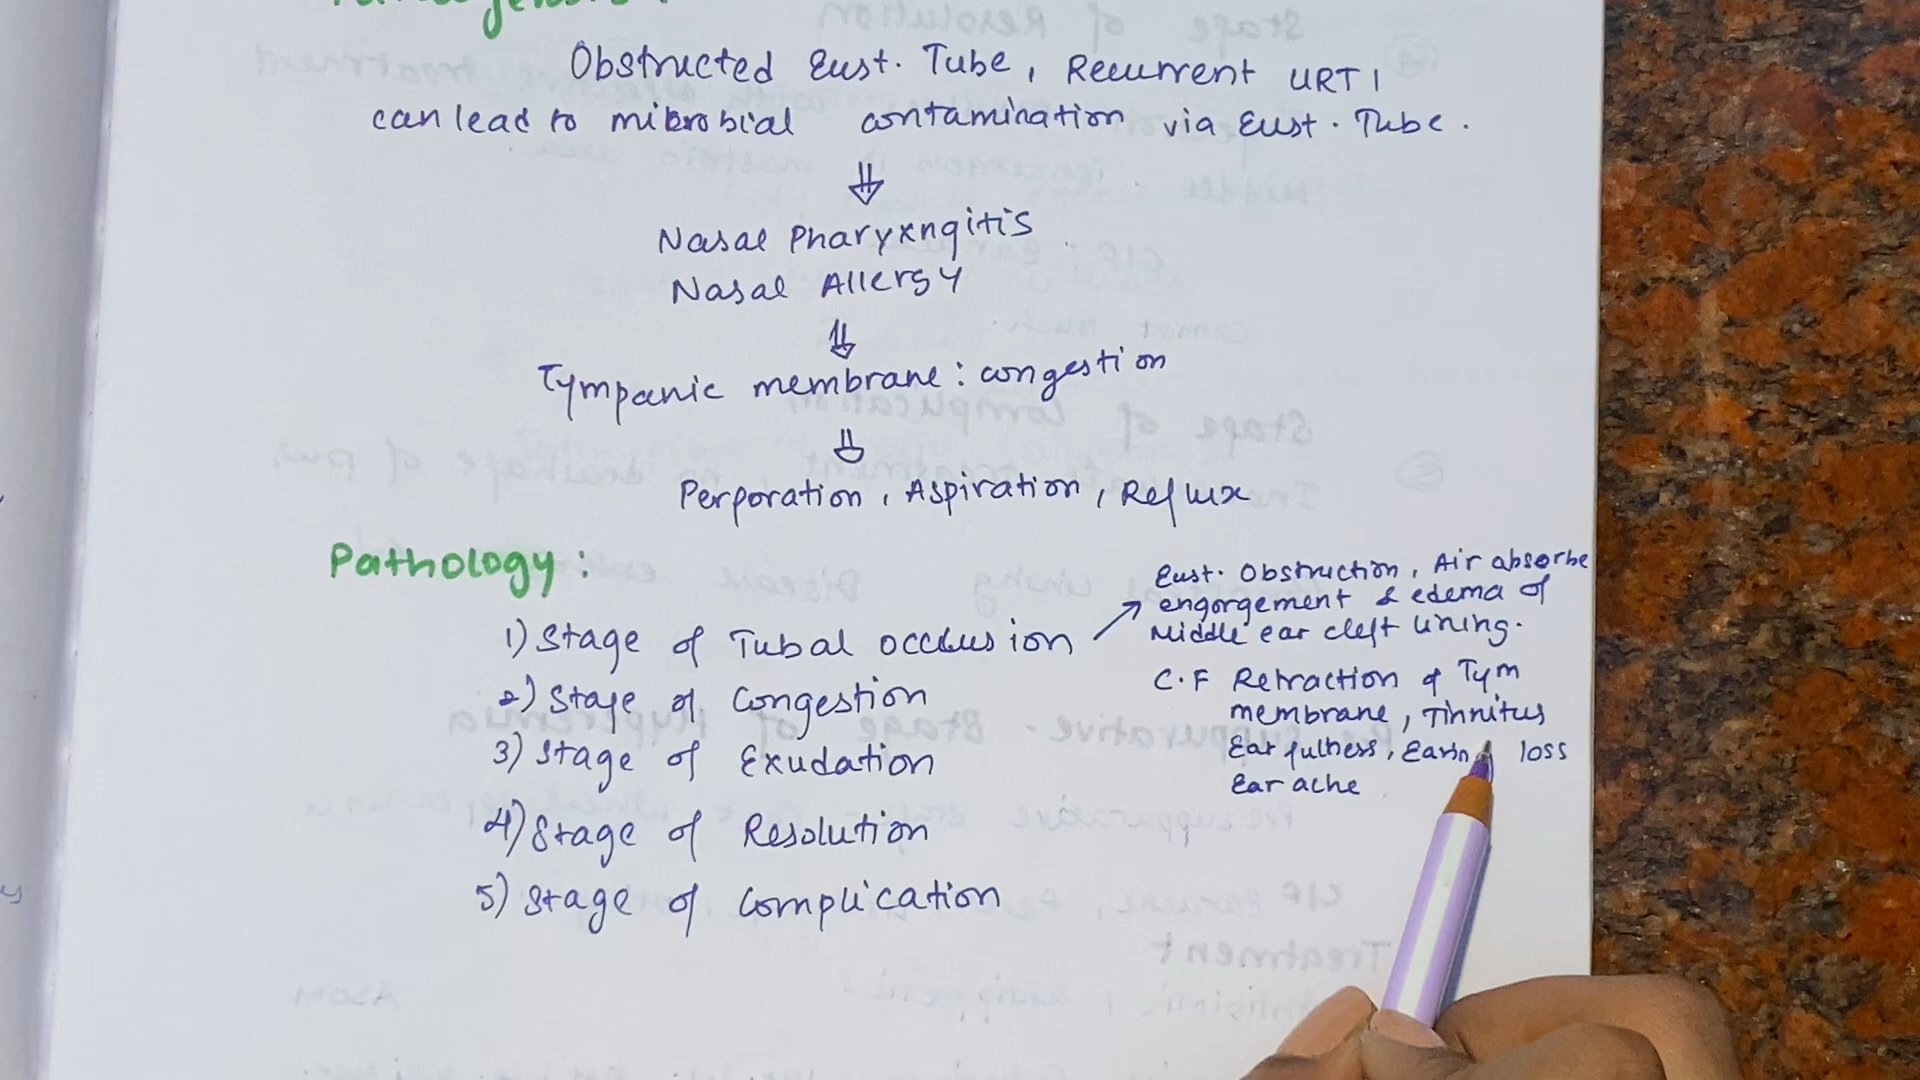 Obstructed Eust. Tube, Recurrent URTI
can lead to mibrobial contamination via Eust. Tube.
Nasal Pharyxngitis
Nasal Allergy
Tympanic membrane: congestion
Perporation, Aspiration, Reflux
Pathology:
1) Stage of Tubal occlusion
Eust. Obstruction, Air absorbe
engorgement & edema of
Middle ear cleft lining.
C.F Retraction of Tym
membrane, Tinnitus
Ear fullness, loss
Ear ache
2) Stage of Congestion
3) Stage of Exudation
4) Stage of Resolution
5) Stage of Complication